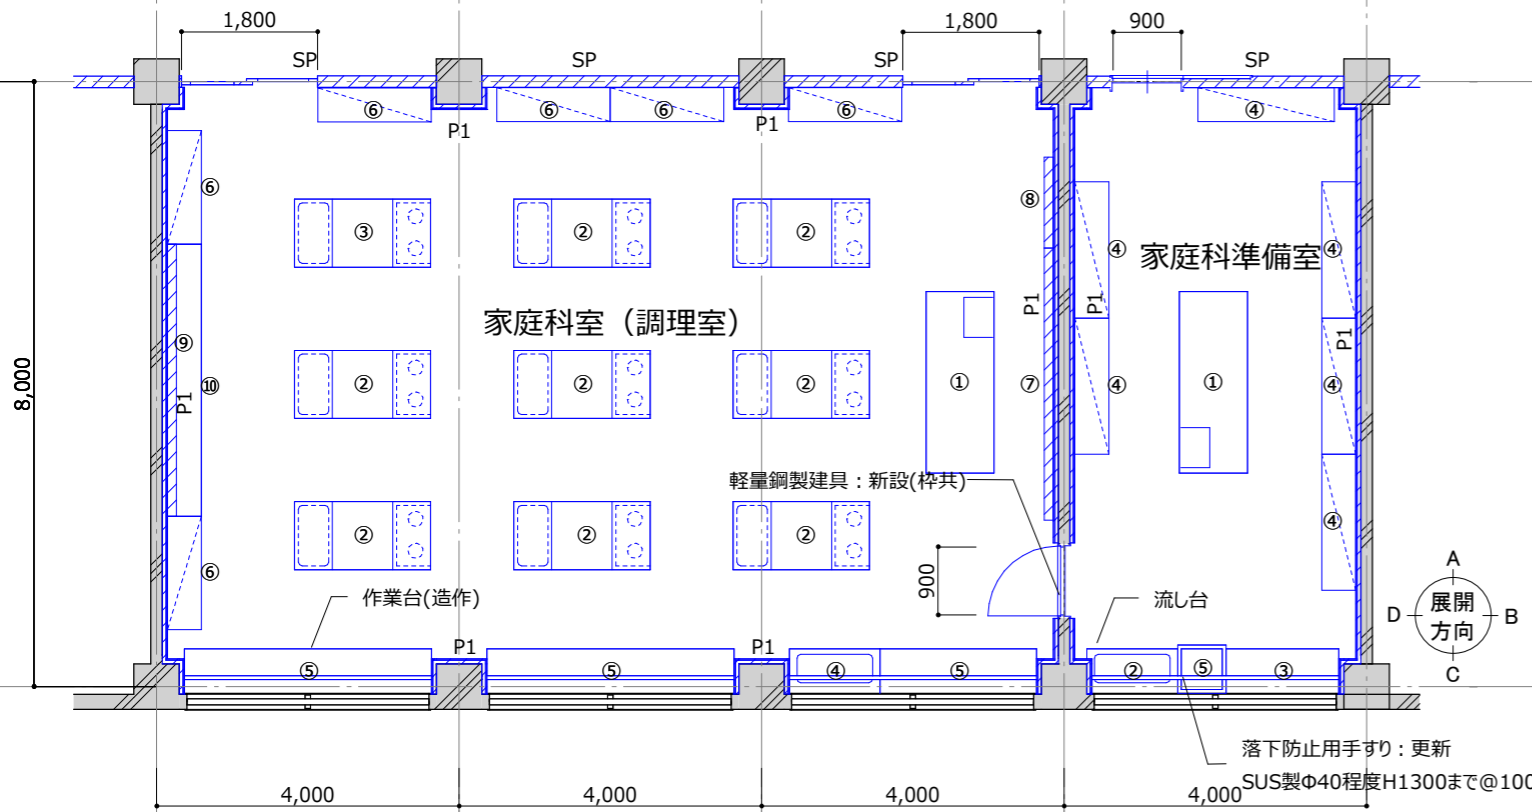 1,800
1,800
900
SP
SP
SP
SP
⑥
⑥
⑥
⑥
④
P1
P1
⑥
⑧
③
②
②
④
家庭科準備室
④
P1
P1
家庭科室（調理室）
P1
⑨
8,000
⑩
②
②
②
①
⑦
④
①
④
P1
軽量鋼製建具：新設(枠共)
②
②
②
④
⑥
900
A
D
展開
方向
B
C
作業台(造作)
流し台
P1
P1
⑤
⑤
④
⑤
②
⑤
③
落下防止用手すり：更新
SUS製Φ40程度H1300まで@100
4,000
4,000
4,000
4,000